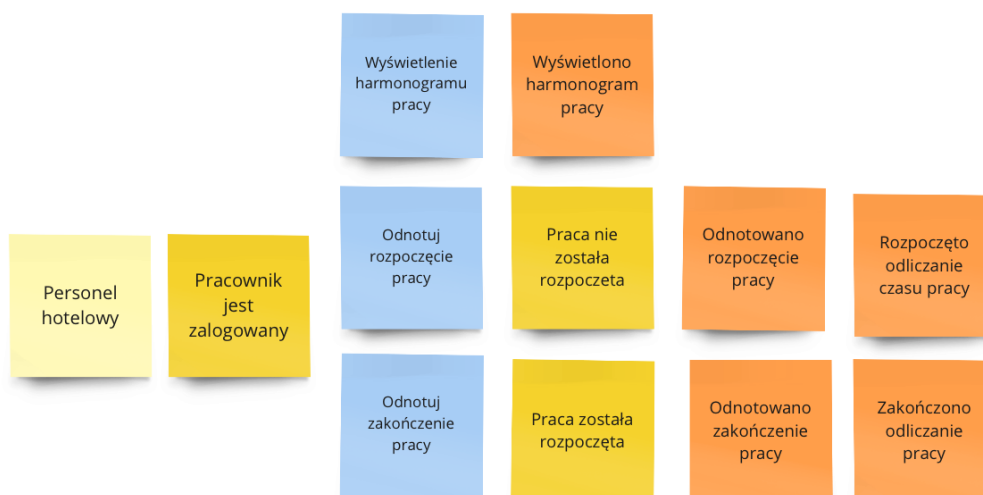 Wyświetlenie
harmonogramu
pracy
Wyświetlono
harmonogram
pracy
Personel
hotelowy
Pracownik
jest
zalogowany
Odnotuj
rozpoczęcie
pracy
Praca nie
została
rozpoczeta
Odnotowano
rozpoczęcie
pracy
Rozpoczęto
odliczanie
czasu pracy
Odnotuj
zakończenie
pracy
Praca została
rozpoczęta
Odnotowano
zakończenie
pracy
Zakończono
odliczanie
pracy